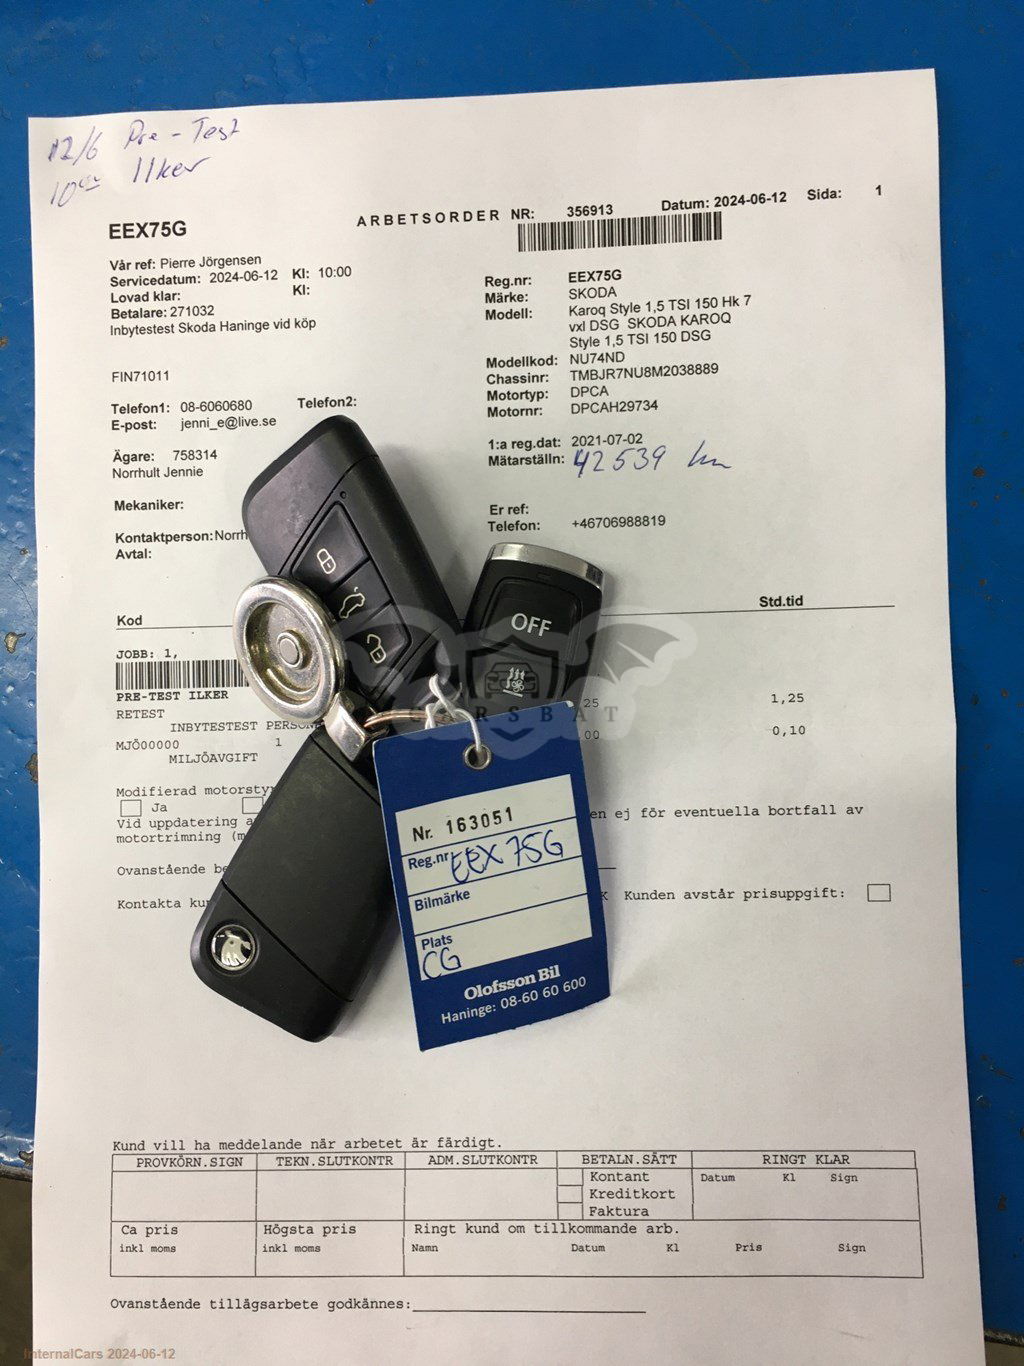 12/6 Pre-Test
10 Ilker
EEX75G
ARBETSORDER NR: 356913 Datum: 2024-06-12 Sida: 1
Vår ref: Pierre Jörgensen
Servicedatum: 2024-06-12 Kl: 10:00
Lovad klar: Kl:
Betalare: 271032
Inbytestest Skoda Haninge vid köp
FIN71011
Telefon1: 08-6060680 Telefon2:
E-post: jenni_e@live.se
Ägare: 758314
Norrhult Jennie
Mekaniker:
Kontaktperson: Norrh
Avtal:
Reg.nr: EEX75G
Märke: SKODA
Modell: Karoq Style 1,5 TSI 150 Hk 7
vxl DSG SKODA KAROQ
Style 1,5 TSI 150 DSG
Modellkod: NU74ND
Chassinr: TMBJR7NU8M2038889
Motortyp: DPCA
Motornr: DPCAH29734
1:a reg.dat: 2021-07-02
Mätarställn: 42539 km
Er ref:
Telefon: +46706988819
Kod Std.tid
JOBB: 1,
PRE-TEST ILKER
RETEST 25 1,25
INBYTESTEST PERSON
MJÖ00000 1 00 0,10
MILJÖAVGIFT
Modifierad motorsty
Ja
Vid uppdatering a en ej för eventuella bortfall av
motortrimning (m
Ovanstående be
Kontakta ku K Kunden avstår prisuppgift:
OFF
CARSBAT
Nr. 163051
Reg.nr EEX75G
Bilmärke
Plats
CG
Olofsson Bil
Haninge: 08-60 60 600
Kund vill ha meddelande när arbetet är färdigt.
PROVKÖRN.SIGN TEKN.SLUTKONTR ADM.SLUTKONTR BETALN.SÄTT RINGT KLAR
Kontant Datum Kl Sign
Kreditkort
Faktura
Ca pris Högsta pris Ringt kund om tillkommande arb.
inkl moms inkl moms Namn Datum Kl Pris Sign
Ovanstående tillägsarbete godkännes:
InternalCars 2024-06-12